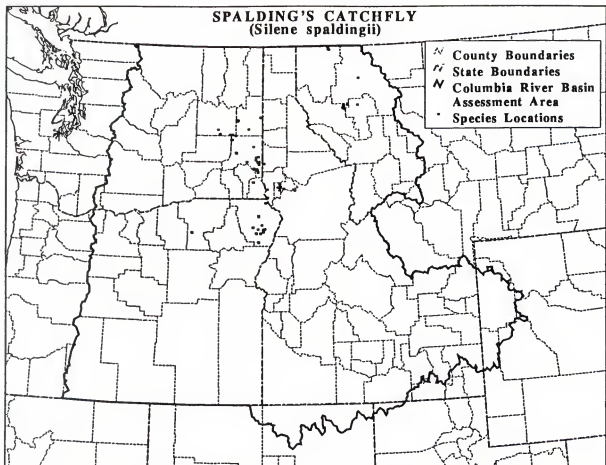 SPALDING'S CATCHFLY
(Silene spaldingii)
County Boundaries
State Boundaries
Columbia River Basin
Assessment Area
Species Locations